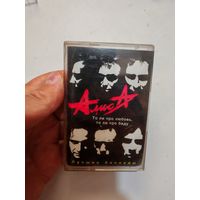 АлисА
То ли про любовь,
то ли про беду
Лучшие баллады